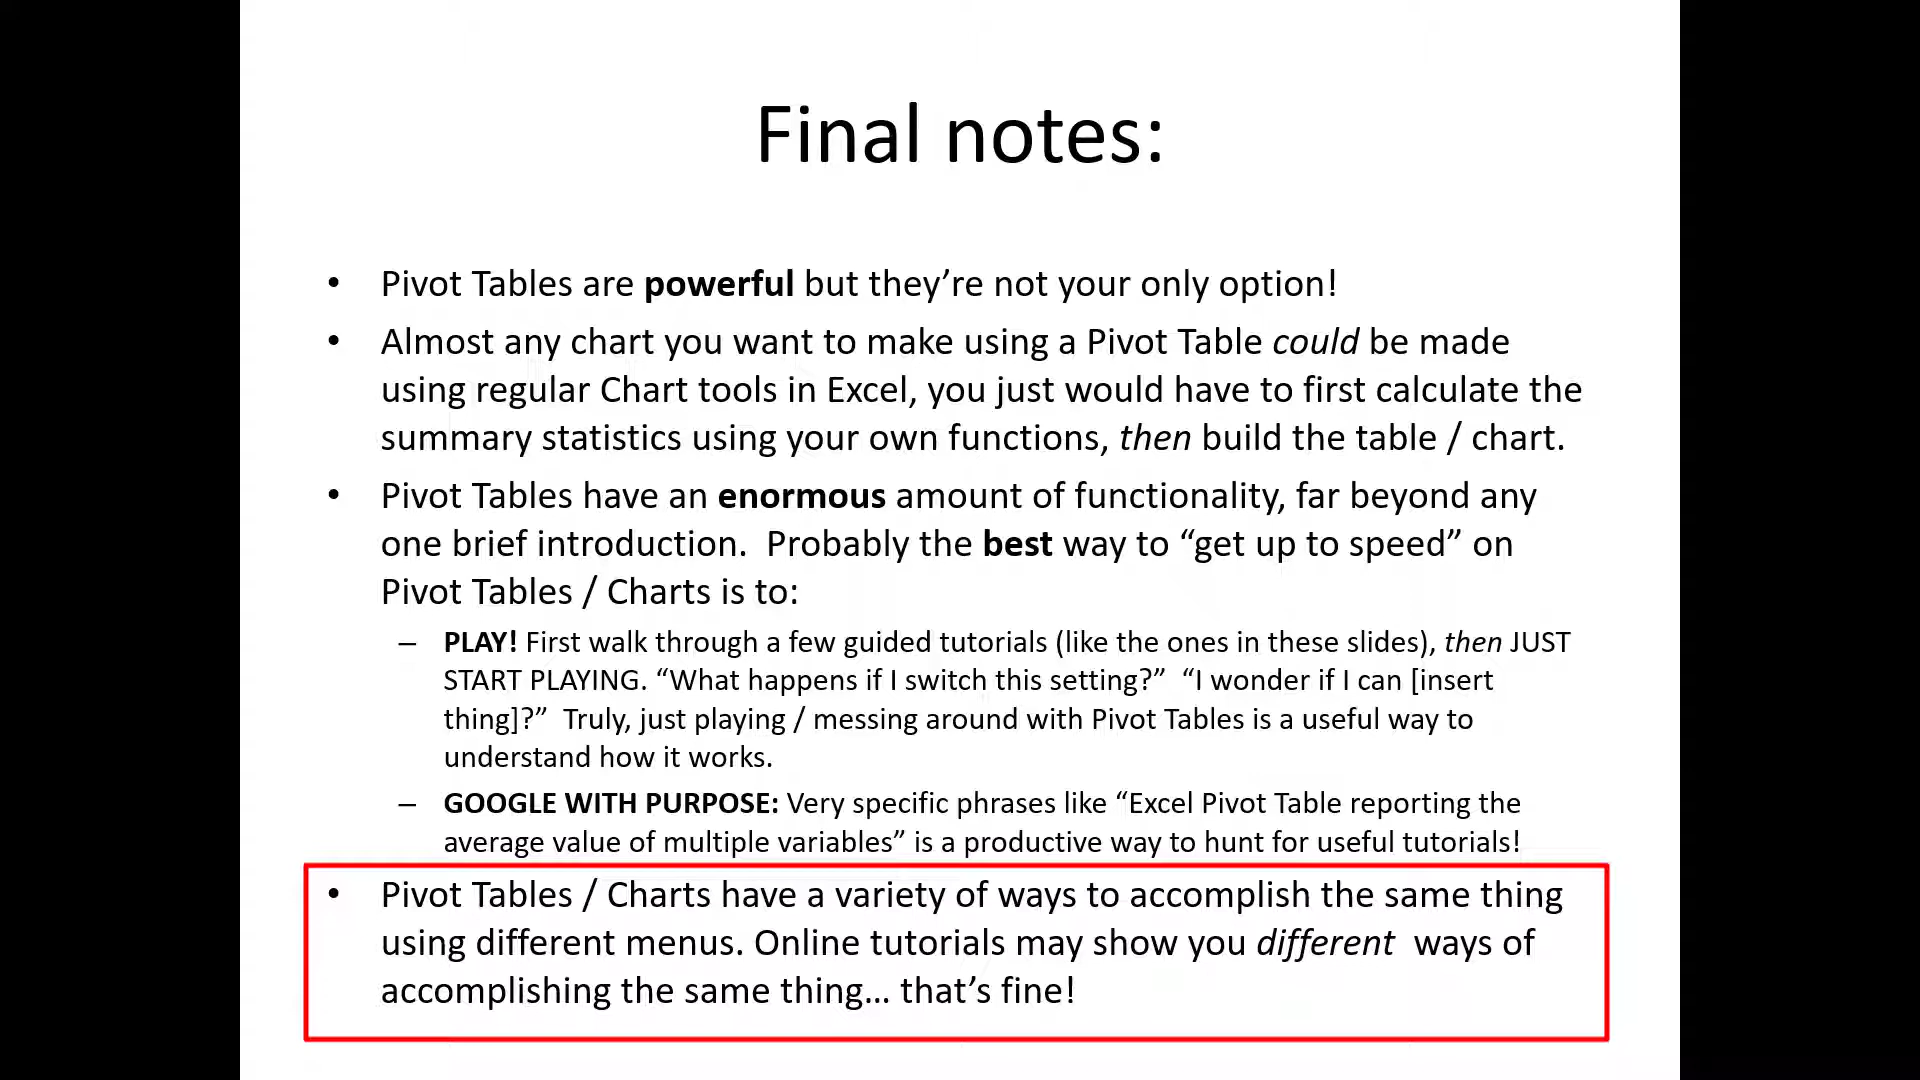 Final notes:
• Pivot Tables are powerful but they’re not your only option!
• Almost any chart you want to make using a Pivot Table could be made
using regular Chart tools in Excel, you just would have to first calculate the
summary statistics using your own functions, then build the table / chart.
• Pivot Tables have an enormous amount of functionality, far beyond any
one brief introduction.  Probably the best way to “get up to speed” on
Pivot Tables / Charts is to:
– PLAY! First walk through a few guided tutorials (like the ones in these slides), then JUST
START PLAYING. “What happens if I switch this setting?”  “I wonder if I can [insert
thing]?”  Truly, just playing / messing around with Pivot Tables is a useful way to
understand how it works.
– GOOGLE WITH PURPOSE: Very specific phrases like “Excel Pivot Table reporting the
average value of multiple variables” is a productive way to hunt for useful tutorials!
• Pivot Tables / Charts have a variety of ways to accomplish the same thing
using different menus. Online tutorials may show you different  ways of
accomplishing the same thing… that’s fine!